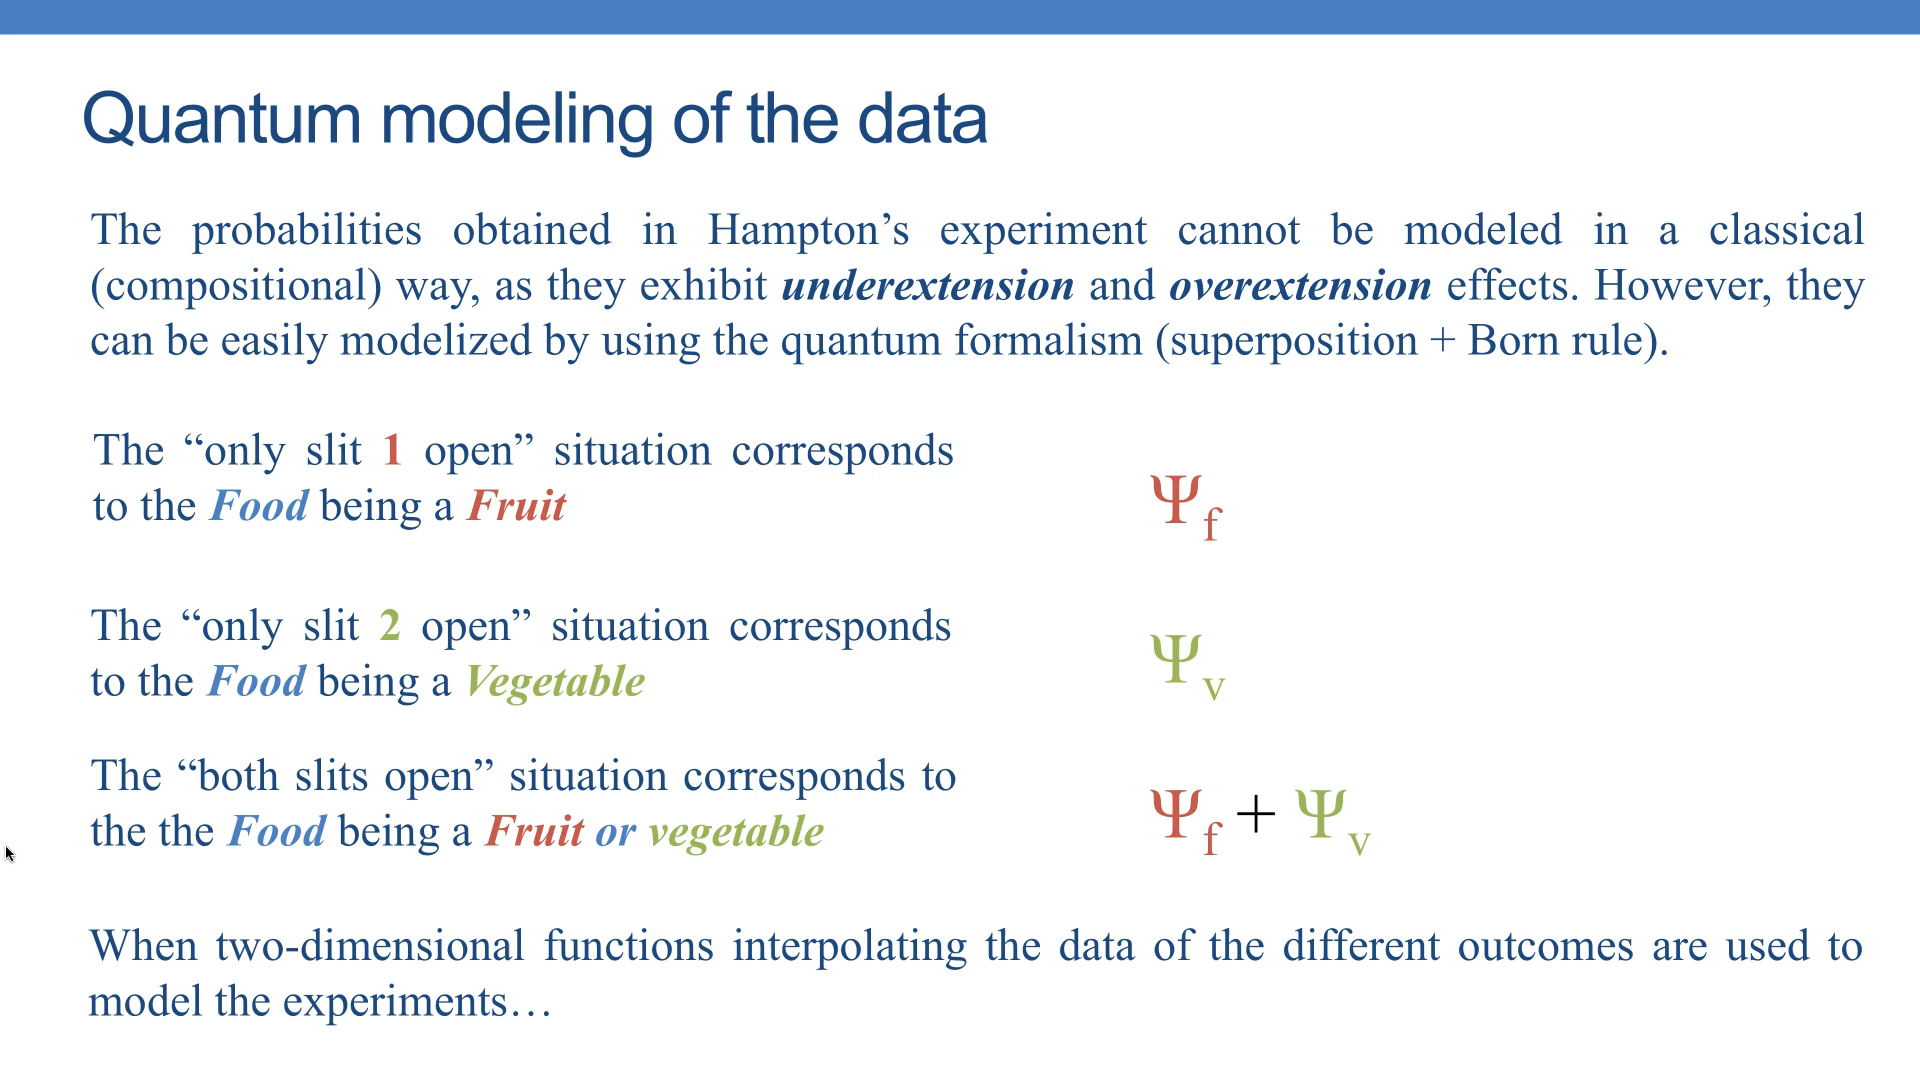 Quantum modeling of the data
The probabilities obtained in Hampton’s experiment cannot be modeled in a classical
(compositional) way, as they exhibit underextension and overextension effects. However, they
can be easily modelized by using the quantum formalism (superposition + Born rule).
The “only slit 1 open” situation corresponds
to the Food being a Fruit
Ψf
The “only slit 2 open” situation corresponds
to the Food being a Vegetable
Ψv
The “both slits open” situation corresponds to
the the Food being a Fruit or vegetable
Ψf + Ψv
When two-dimensional functions interpolating the data of the different outcomes are used to
model the experiments…